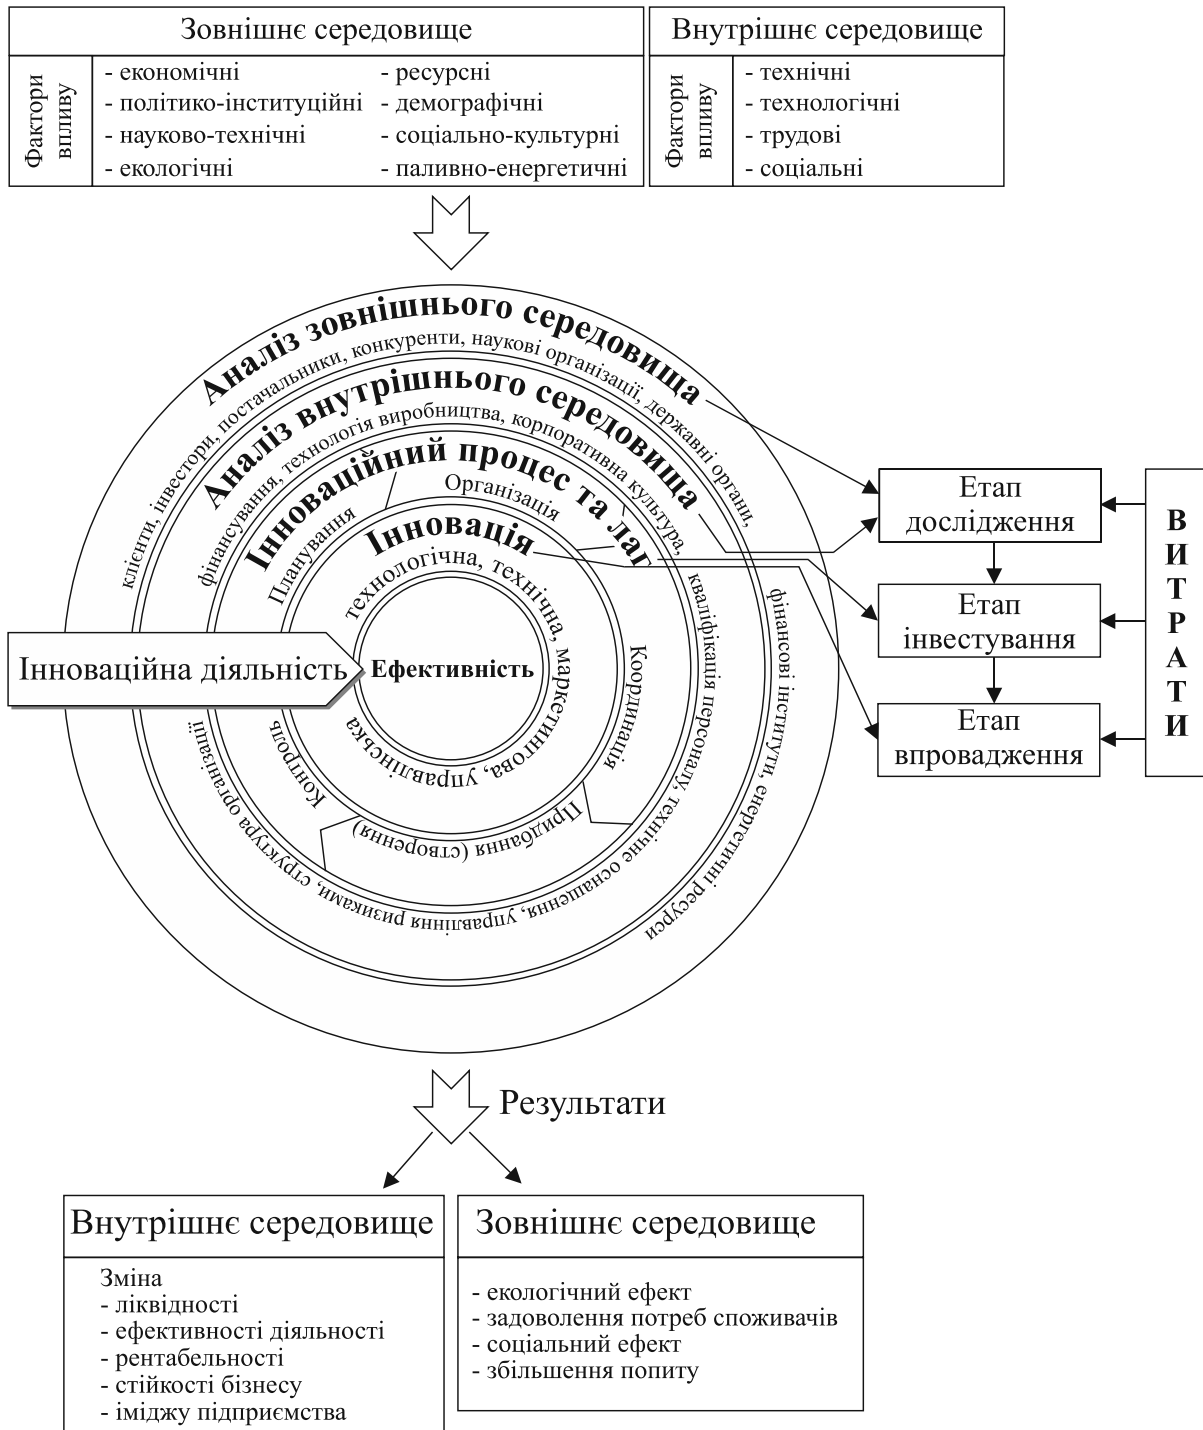 Зовнішнє середовище
Фактори
впливу
- економічні
- політико-інституційні
- науково-технічні
- екологічні
- ресурсні
- демографічні
- соціально-культурні
- паливно-енергетичні
Внутрішнє середовище
Фактори
впливу
- технічні
- технологічні
- трудові
- соціальні
Аналіз зовнішнього середовища
клієнти, інвестори, постачальники, конкуренти, наукові організації, державні органи, фінансові інститути, енергетичні ресурси
Аналіз внутрішнього середовища
фінансування, технологія виробництва, корпоративна культура, кваліфікація персоналу, технічне оснащення, управління ризиками, структура організації
Інноваційний процес та лаг
Планування
Організація
Координація
Придбання (створення)
Контроль
Інновація
технологічна, технічна, маркетингова, управлінська
Інноваційна діяльність
Ефективність
Етап
дослідження
Етап
інвестування
Етап
впровадження
ВИТРАТИ
Результати
Внутрішнє середовище
Зміна
- ліквідності
- ефективності діяльності
- рентабельності
- стійкості бізнесу
- іміджу підприємства
Зовнішнє середовище
- екологічний ефект
- задоволення потреб споживачів
- соціальний ефект
- збільшення попиту